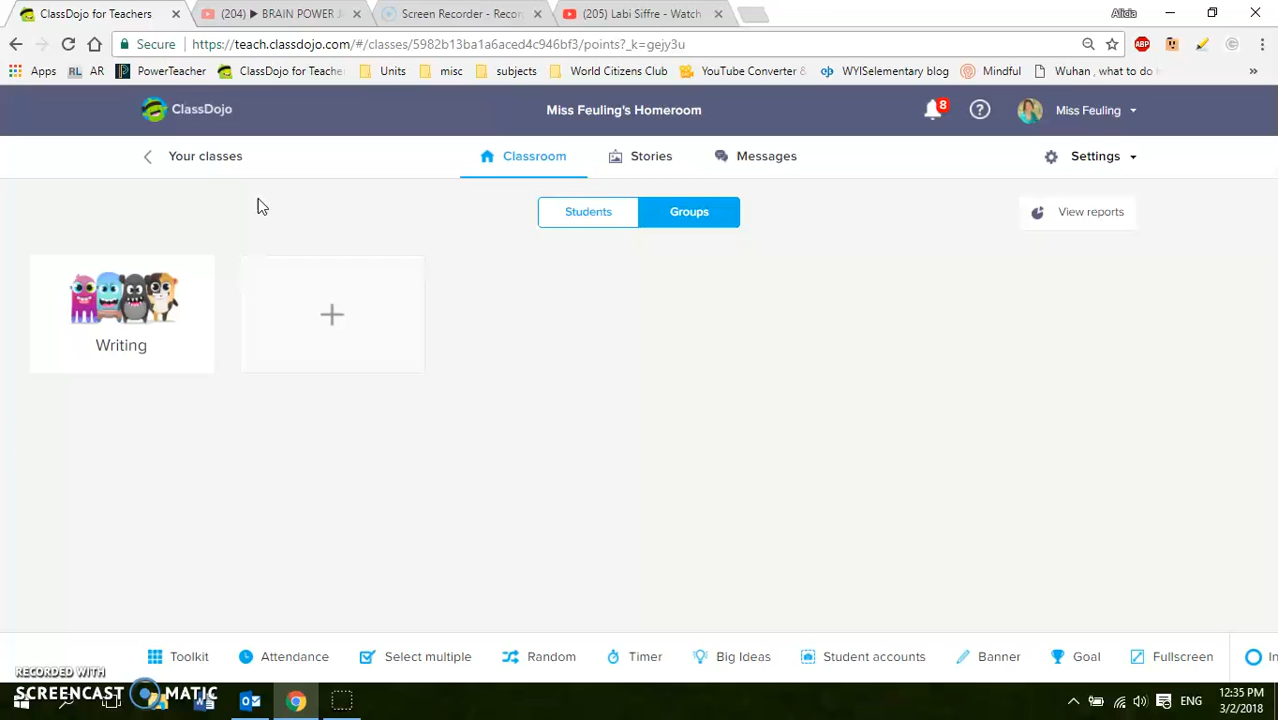 ClassDojo for Teachers
(204) ▶ BRAIN POWER
Screen Recorder - Recor
(205) Labi Siffre - Watch
Alicia
Secure
https://teach.classdojo.com/#/classes/5982b13ba1a6aced4c946bf3/points?_k=gejy3u
ABP
Apps
RL AR
PowerTeacher
ClassDojo for Teache
Units
misc
subjects
World Citizens Club
YouTube Converter &
WYISelementary blog
Mindful
Wuhan , what to do
»
ClassDojo
Miss Feuling's Homeroom
8
?
Miss Feuling
Your classes
Classroom
Stories
Messages
Settings
Students
Groups
View reports
Writing
+
Toolkit
Attendance
Select multiple
Random
Timer
Big Ideas
Student accounts
Banner
Goal
Fullscreen
In
RECORDED WITH
SCREENCAST MATIC
ENG
12:35 PM
3/2/2018